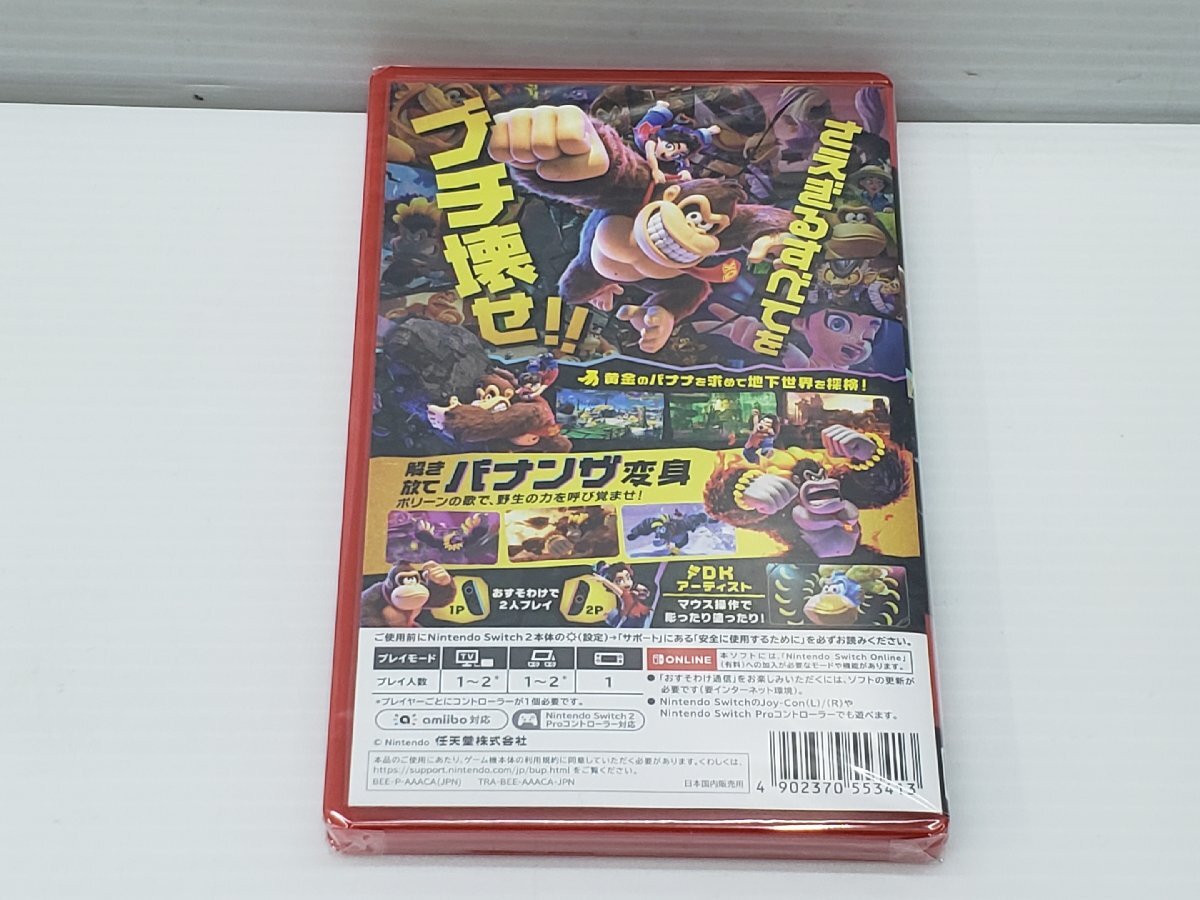 さえぎるすべてを
ブチ壊せ!!
黄金のバナナを求めて地下世界を探検!
解き放て
バナンザ変身
ポリーンの歌で、野生の力を呼び覚ませ!
1P
おすそわけで
2人プレイ
2P
DK
アーティスト
マウス操作で
彫ったり塗ったり!
ご使用前にNintendo Switch 2本体の(設定)→「サポート」にある「安全に使用するために」を必ずお読みください。
プレイモード
TV
プレイ人数 1～2* 1～2* 1
*プレイヤーごとにコントローラーが1個必要です。
amiibo 対応
Nintendo Switch 2
Proコントローラー対応
ONLINE
本ソフトには、「Nintendo Switch Online」
(有料)への加入が必要なモードや機能があります。
●「おすそわけ通信」をお楽しみいただくには、ソフトの更新が
必要です(要インターネット環境)。
● Nintendo SwitchのJoy-Con(L)/(R)や
Nintendo Switch Proコントローラーでも遊べます。
© Nintendo 任天堂株式会社
本品のご使用にあたり、ゲーム機本体の利用規約に同意していただく必要があります。くわしくは、
https://support.nintendo.com/jp/bup.html をご覧ください。
BEE-P-AAACA(JPN) TRA-BEE-AAACA-JPN 日本国内販売用
4 902370 553413